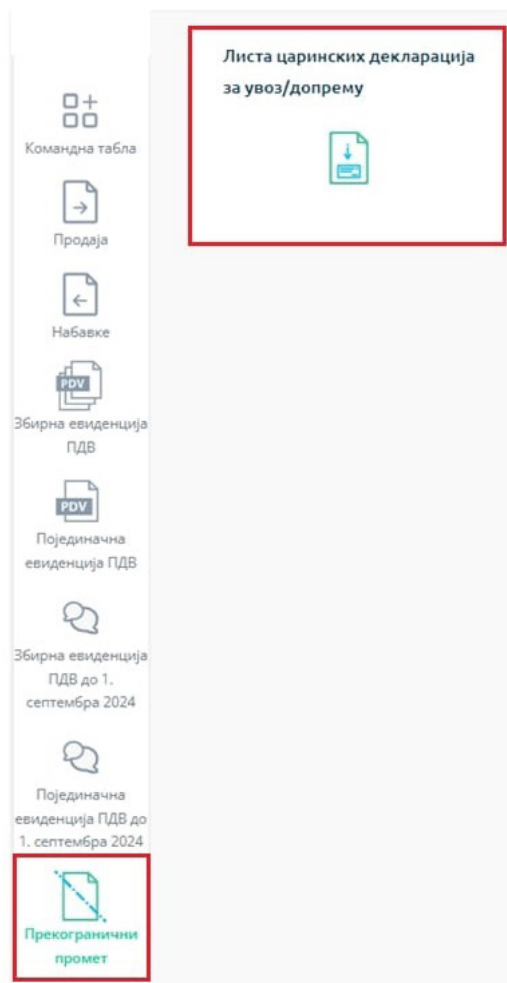 Листа царинских декларација
за увоз/допрему
Командна табла
Продаја
Набавке
PDV
Збирна евиденција
ПДВ
PDV
Појединачна
евиденција ПДВ
Збирна евиденција
ПДВ до 1.
септембра 2024
Појединачна
евиденција ПДВ до
1. септембра 2024
Прекогранични
промет